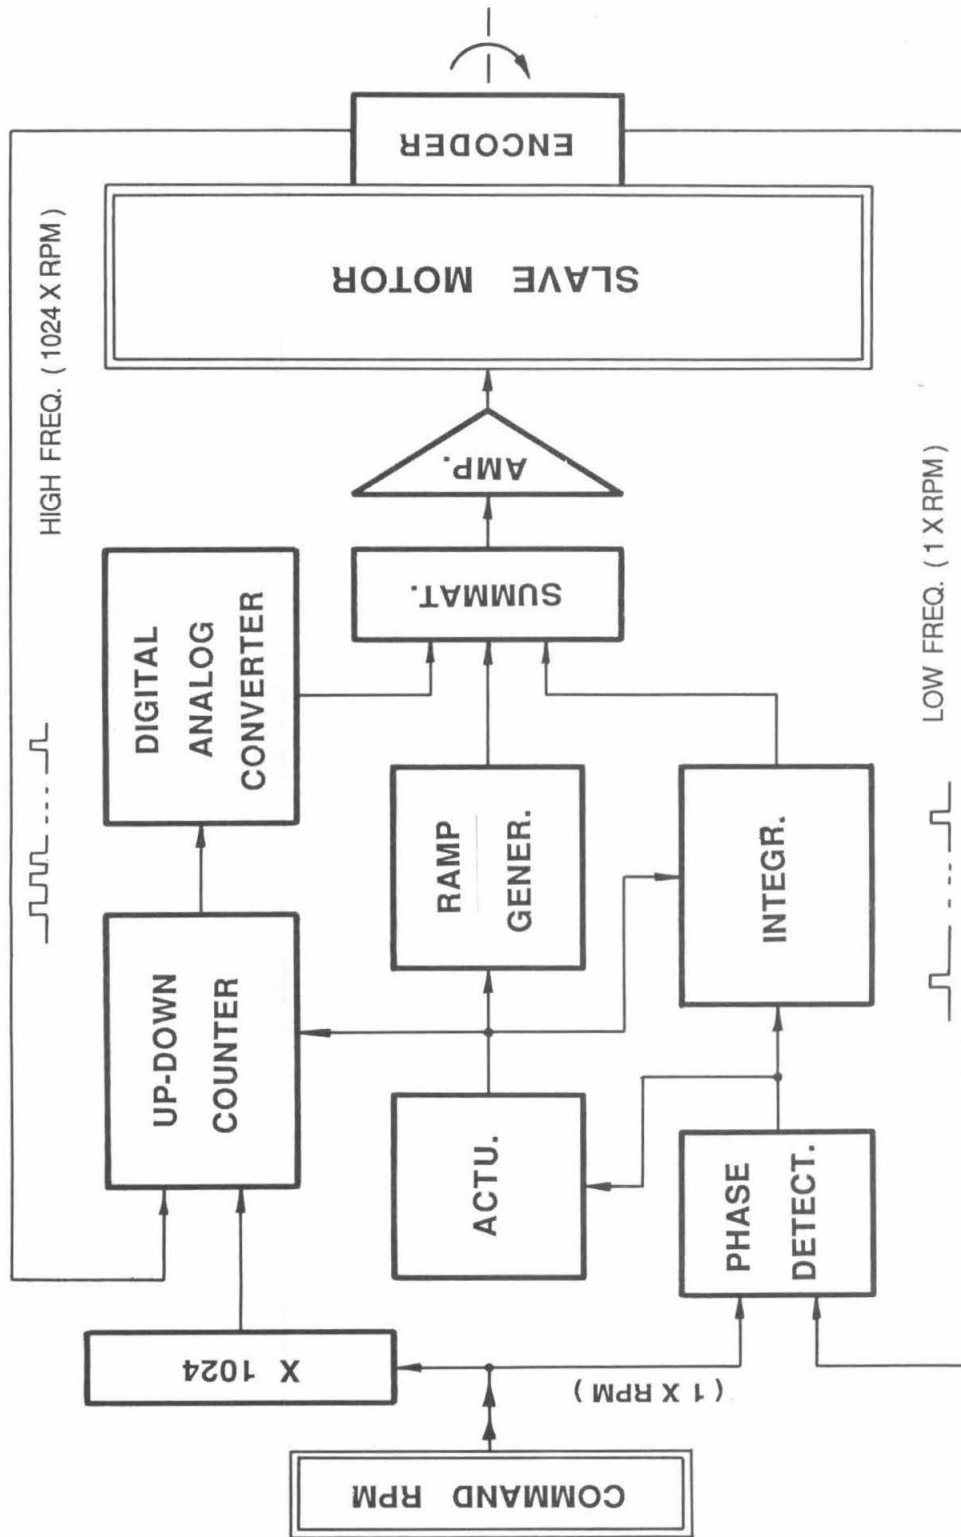 HIGH FREQ. ( 1024 X RPM )
COMMAND RPM
X 1024
( 1 X RPM )
UP-DOWN
COUNTER
DIGITAL
ANALOG
CONVERTER
ACTU.
RAMP
GENER.
SUMMAT.
AMP.
SLAVE MOTOR
ENCODER
PHASE
DETECT.
INTEGR.
LOW FREQ. ( 1 X RPM )